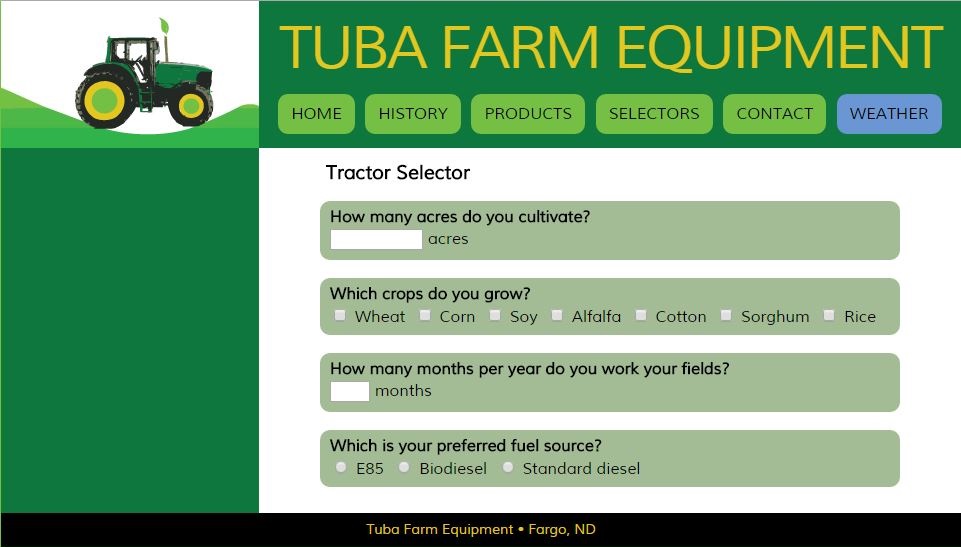 TUBA FARM EQUIPMENT
HOME HISTORY PRODUCTS SELECTORS CONTACT WEATHER
Tractor Selector
How many acres do you cultivate?
acres
Which crops do you grow?
Wheat Corn Soy Alfalfa Cotton Sorghum Rice
How many months per year do you work your fields?
months
Which is your preferred fuel source?
E85 Biodiesel Standard diesel
Tuba Farm Equipment • Fargo, ND